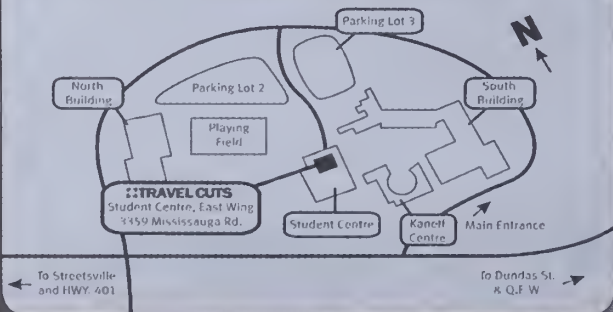 Parking Lot 3
N
North
Building
Parking Lot 2
South
Building
Playing
Field
TRAVEL CUTS
Student Centre, East Wing
3359 Mississauga Rd.
Student Centre
Kaneff
Centre
Main Entrance
To Streetsville
and HWY. 401
To Dundas St.
& Q.E.W